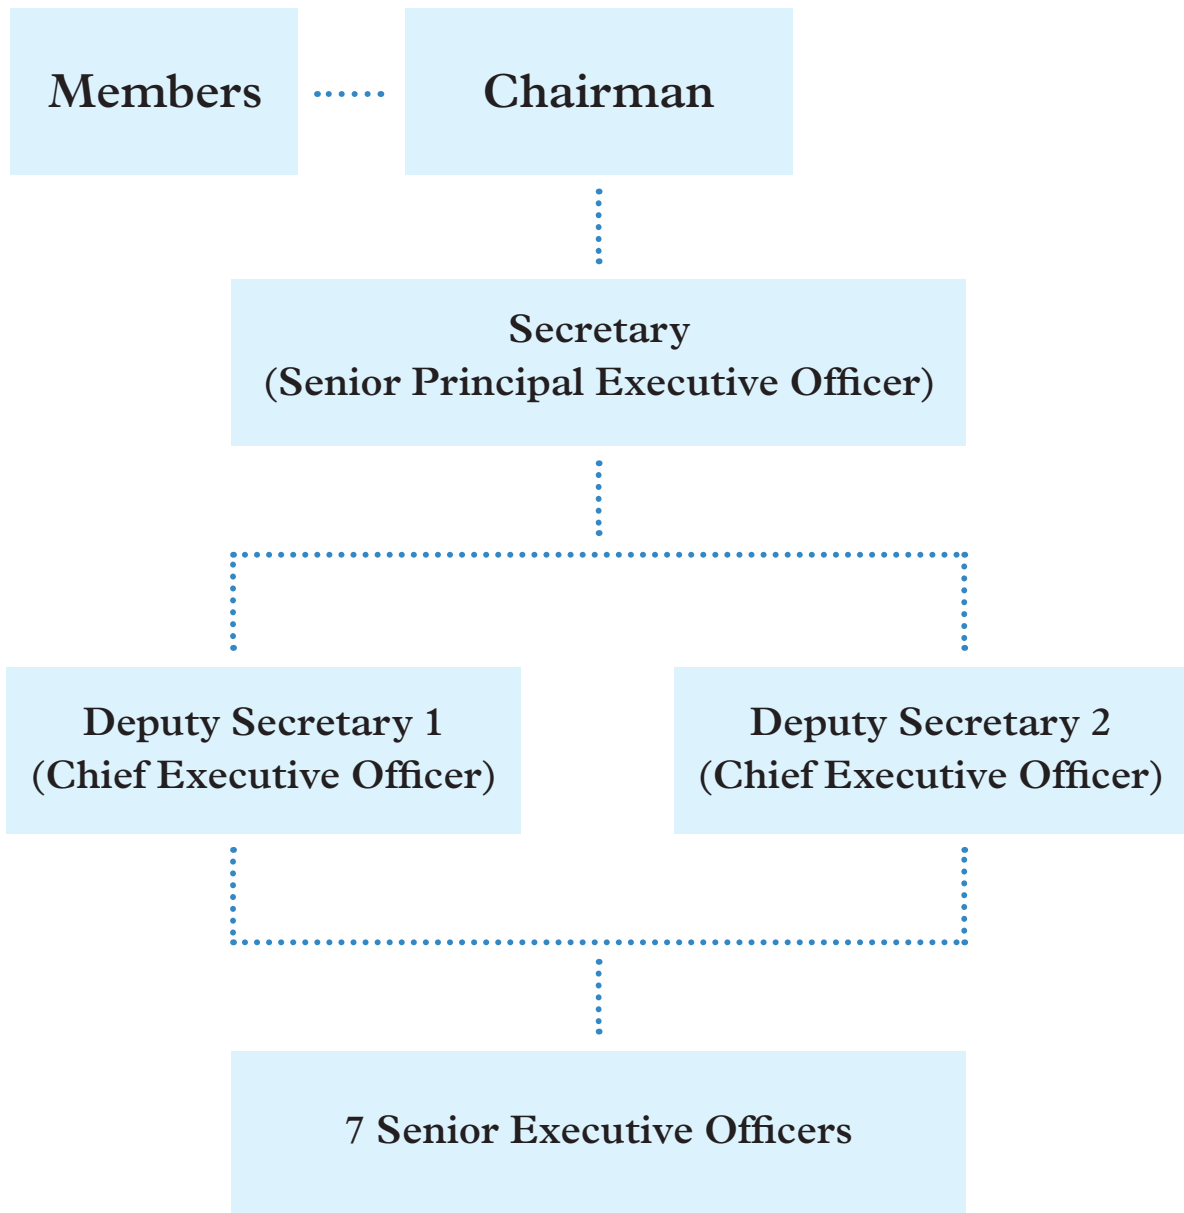 Members
Chairman
Secretary
(Senior Principal Executive Officer)
Deputy Secretary 1
(Chief Executive Officer)
Deputy Secretary 2
(Chief Executive Officer)
7 Senior Executive Officers